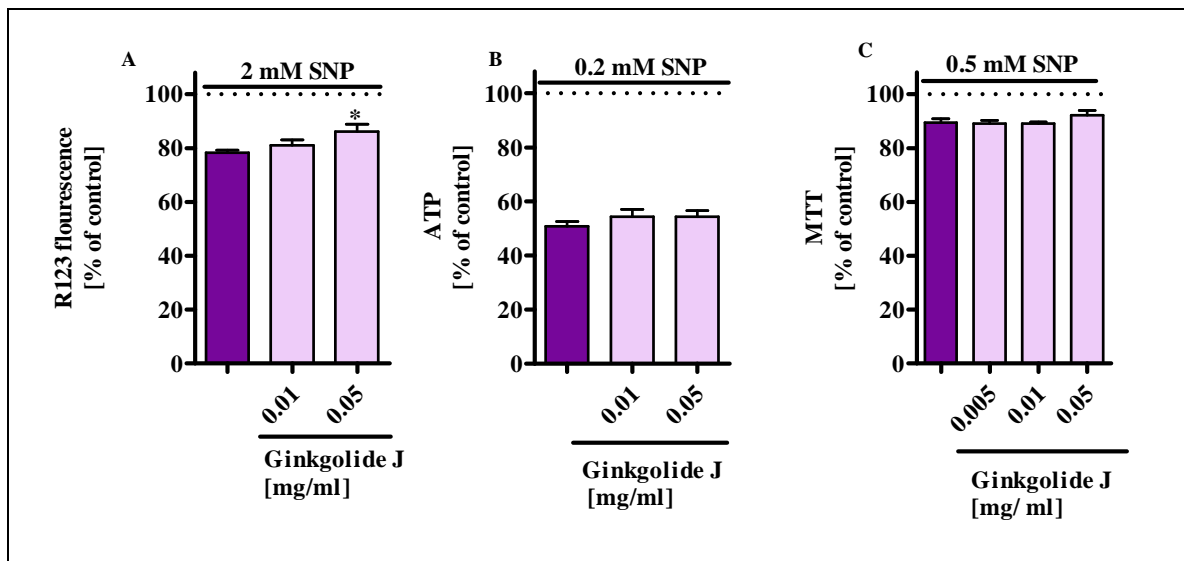 A
2 mM SNP
R123 flourescence
[% of control]
100
80
60
40
20
0
*
0.01
0.05
Ginkgolide J
[mg/ml]
B
0.2 mM SNP
ATP
[% of control]
100
80
60
40
20
0
0.01
0.05
Ginkgolide J
[mg/ml]
C
0.5 mM SNP
MTT
[% of control]
100
80
60
40
20
0
0.005
0.01
0.05
Ginkgolide J
[mg/ ml]